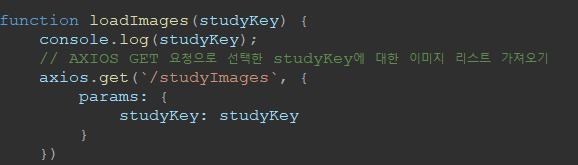 function loadImages(studyKey) {
    console.log(studyKey);
    // AXIOS GET 요청으로 선택한 studyKey에 대한 이미지 리스트 가져오기
    axios.get(`/studyImages`, {
        params: {
            studyKey: studyKey
        }
    })